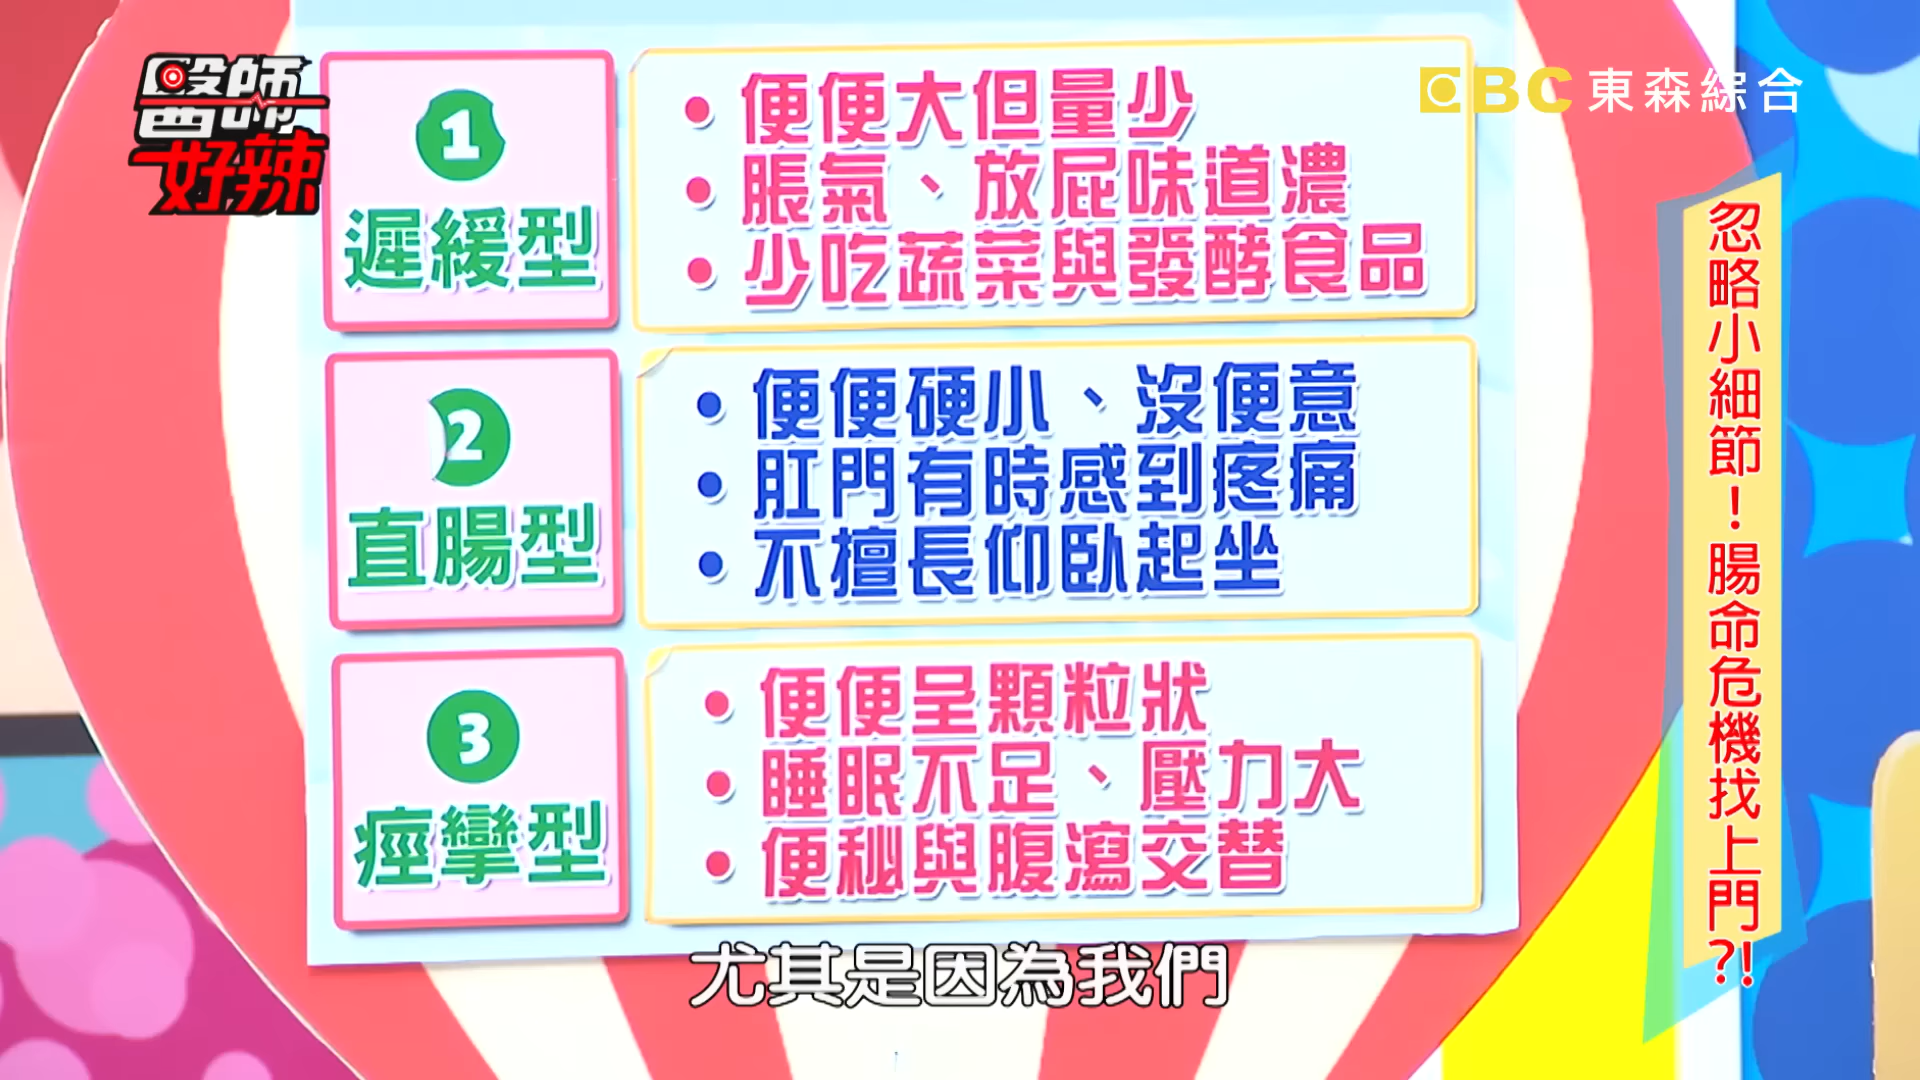 醫師
好辣
EBC 東森綜合
1
遲緩型
• 便便大但量少
• 脹氣、放屁味道濃
• 少吃蔬菜與發酵食品
2
直腸型
• 便便硬小、沒便意
• 肛門有時感到疼痛
• 不擅長仰臥起坐
3
痙攣型
• 便便呈顆粒狀
• 睡眠不足、壓力大
• 便秘與腹瀉交替
忽略小細節！腸命危機找上門?!
尤其是因為我們